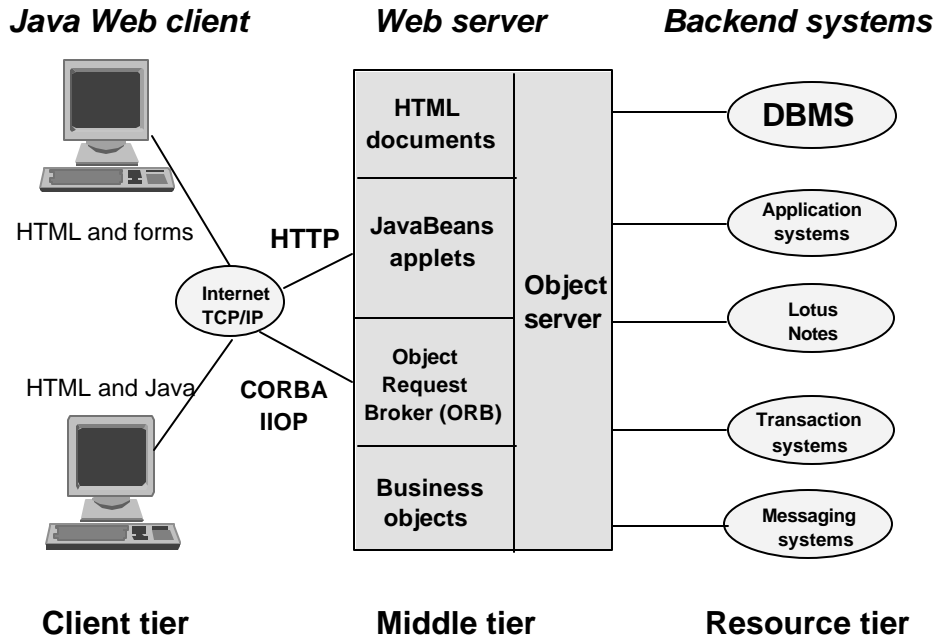 Java Web client
Web server
Backend systems
HTML and forms
HTML and Java
Internet
TCP/IP
HTTP
CORBA
IIOP
HTML
documents
JavaBeans
applets
Object
Request
Broker (ORB)
Business
objects
Object
server
DBMS
Application
systems
Lotus
Notes
Transaction
systems
Messaging
systems
Client tier
Middle tier
Resource tier